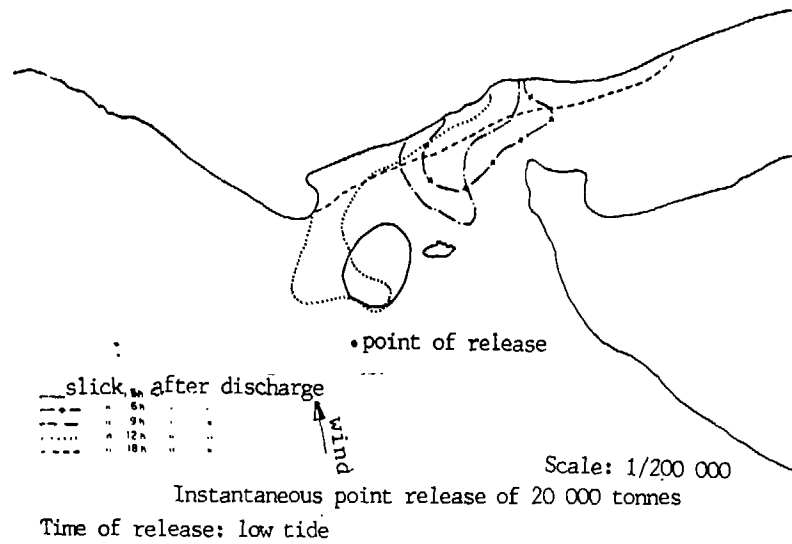 point of release
slick, after discharge
6h
" 9h " "
" 12h " "
" 18h " "
wind
Scale: 1/200 000
Instantaneous point release of 20 000 tonnes
Time of release: low tide